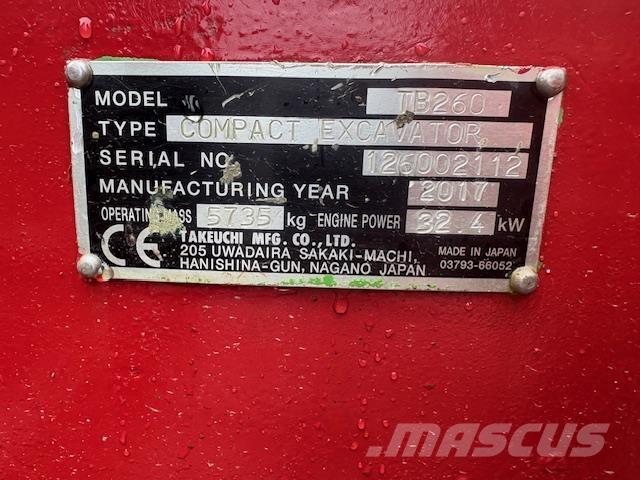 MODEL TB260
TYPE COMPACT EXCAVATOR
SERIAL NO. 126002112
MANUFACTURING YEAR 2017
OPERATING MASS 5735 kg ENGINE POWER 32.4 kW
CE TAKEUCHI MFG. CO., LTD.
205 UWADAIRA SAKAKI-MACHI,
HANISHINA-GUN, NAGANO JAPAN
MADE IN JAPAN
03793-66052
MASCUS